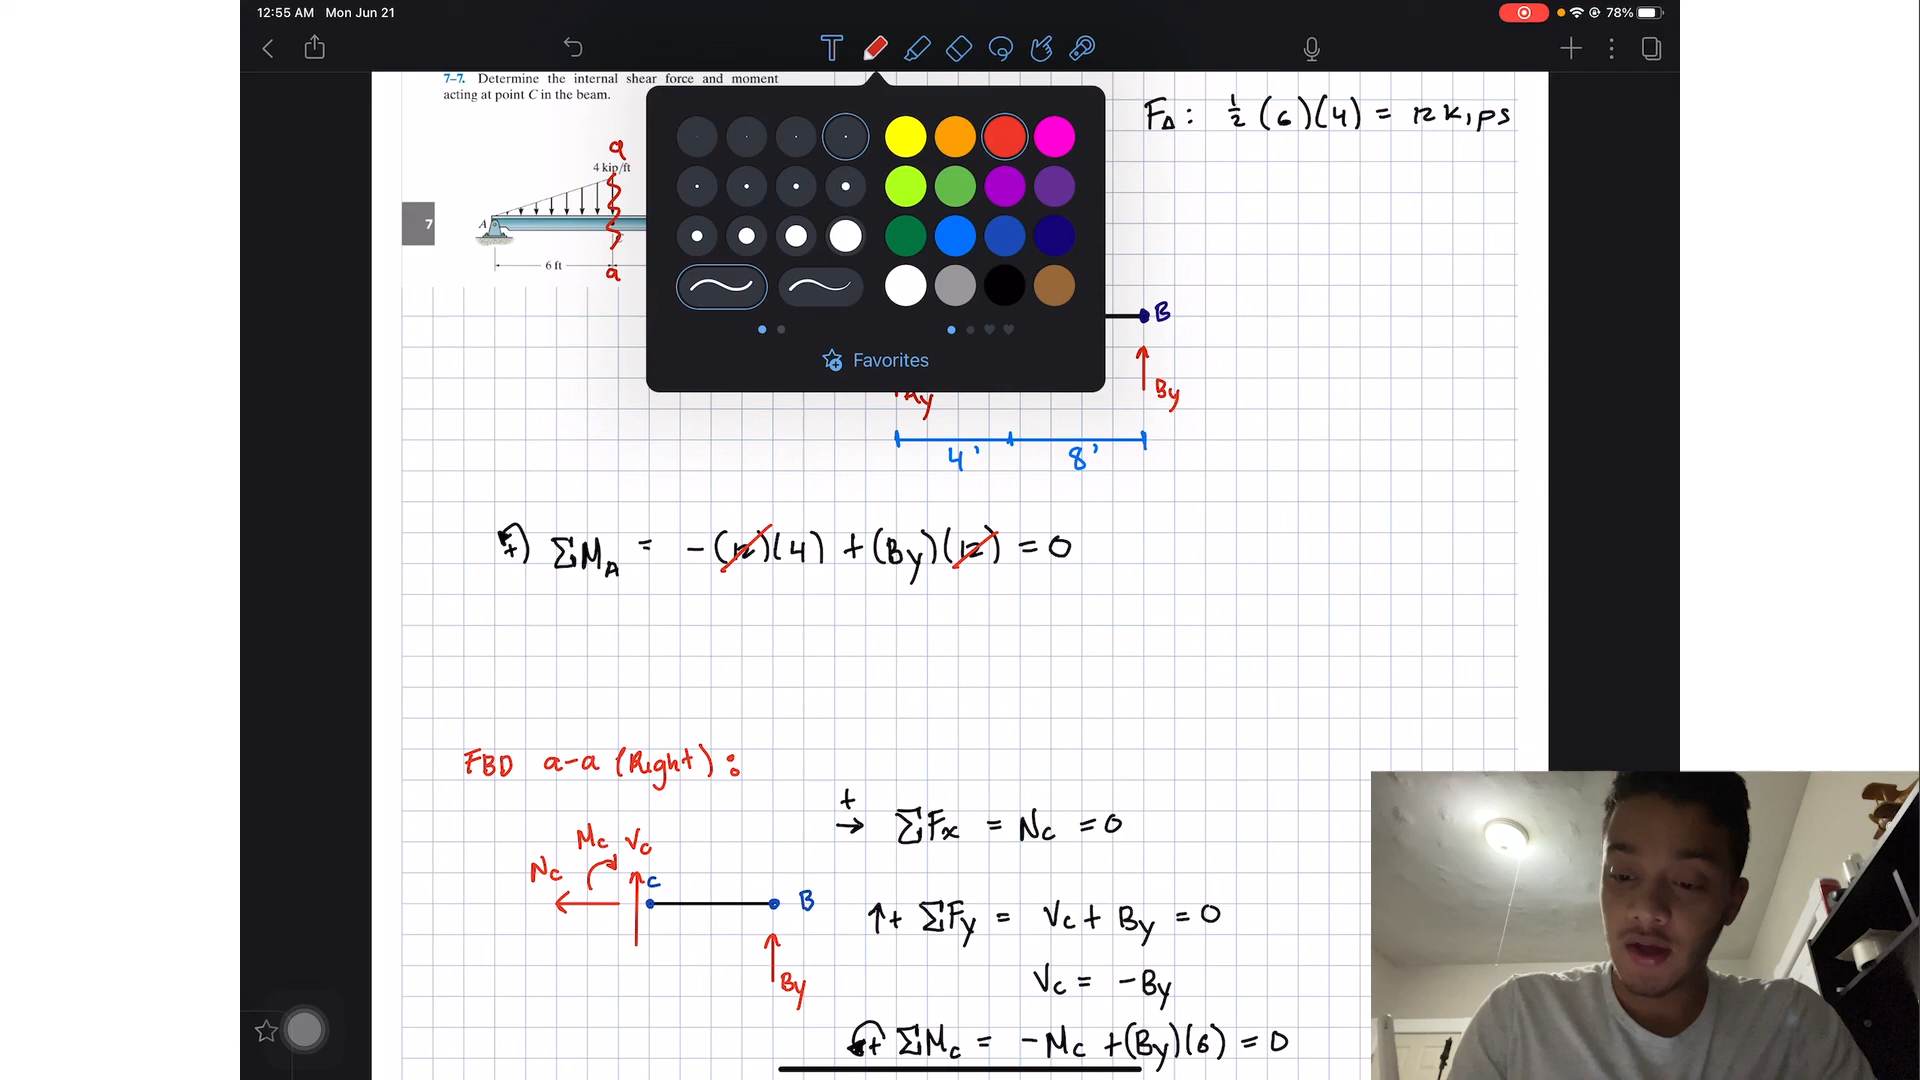 12:55 AM Mon Jun 21
78%
7–7. Determine the internal shear force and moment
acting at point C in the beam.
F_Δ : ½ (6)(4) = 12 kips
a
4 kip/ft
A
C
7
6 ft
a
Favorites
B
Ay
By
4'
8'
+) ΣM_A = -(12)(4) + (By)(12) = 0
FBD a-a (Right) :
+
→ ΣFx = Nc = 0
Mc Vc
Nc
C
B
↑+ ΣFy = Vc + By = 0
Vc = -By
By
+ ΣMc = -Mc + (By)(6) = 0